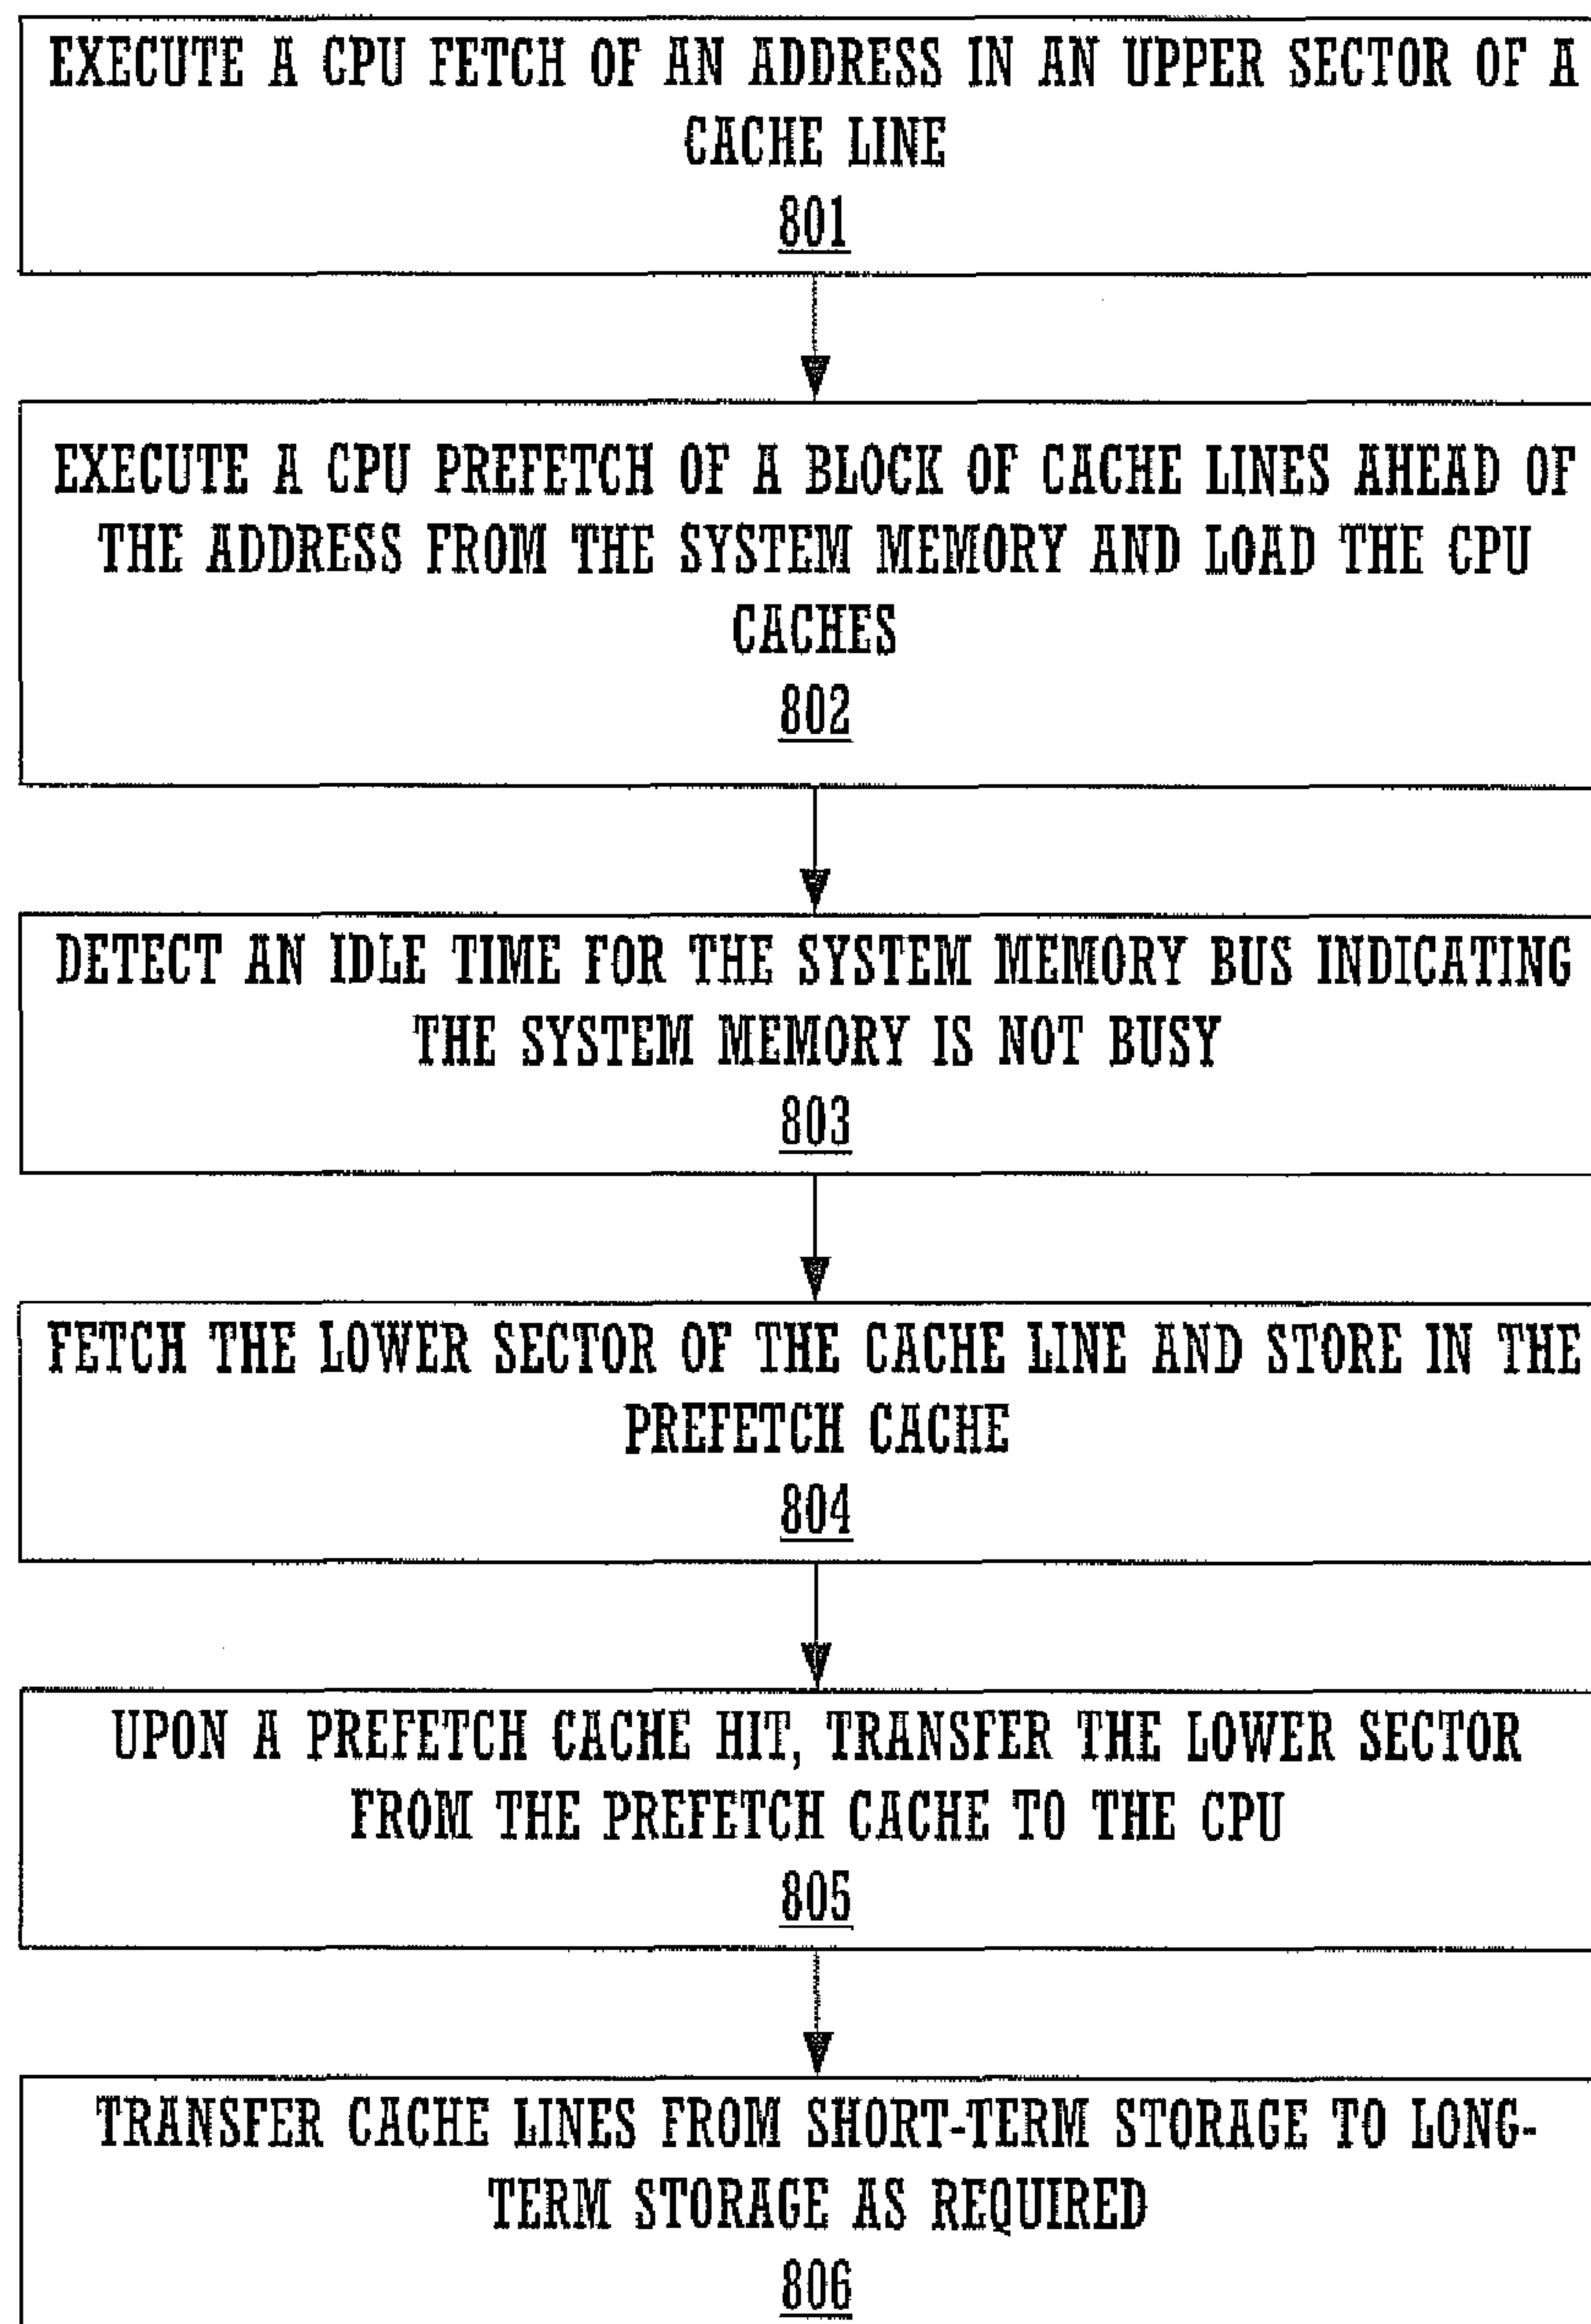 EXECUTE A CPU FETCH OF AN ADDRESS IN AN UPPER SECTOR OF A
CACHE LINE
801
EXECUTE A CPU PREFETCH OF A BLOCK OF CACHE LINES AHEAD OF
THE ADDRESS FROM THE SYSTEM MEMORY AND LOAD THE CPU
CACHES
802
DETECT AN IDLE TIME FOR THE SYSTEM MEMORY BUS INDICATING
THE SYSTEM MEMORY IS NOT BUSY
803
FETCH THE LOWER SECTOR OF THE CACHE LINE AND STORE IN THE
PREFETCH CACHE
804
UPON A PREFETCH CACHE HIT, TRANSFER THE LOWER SECTOR
FROM THE PREFETCH CACHE TO THE CPU
805
TRANSFER CACHE LINES FROM SHORT-TERM STORAGE TO LONG-
TERM STORAGE AS REQUIRED
806